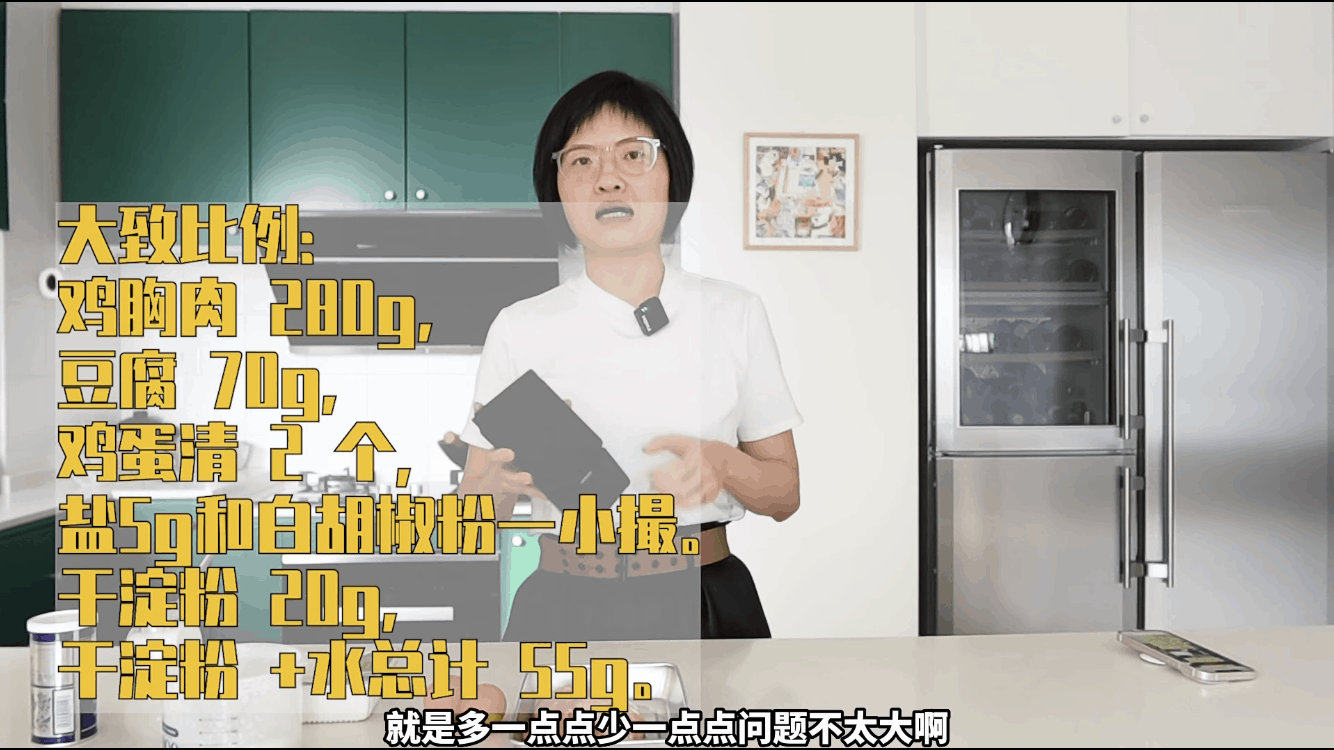 大致比例:
鸡胸肉 280g,
豆腐 70g,
鸡蛋清 2 个,
盐5g和白胡椒粉一小撮。
干淀粉 20g,
干淀粉 +水总计 55g。
就是多一点点少一点点问题不太大啊